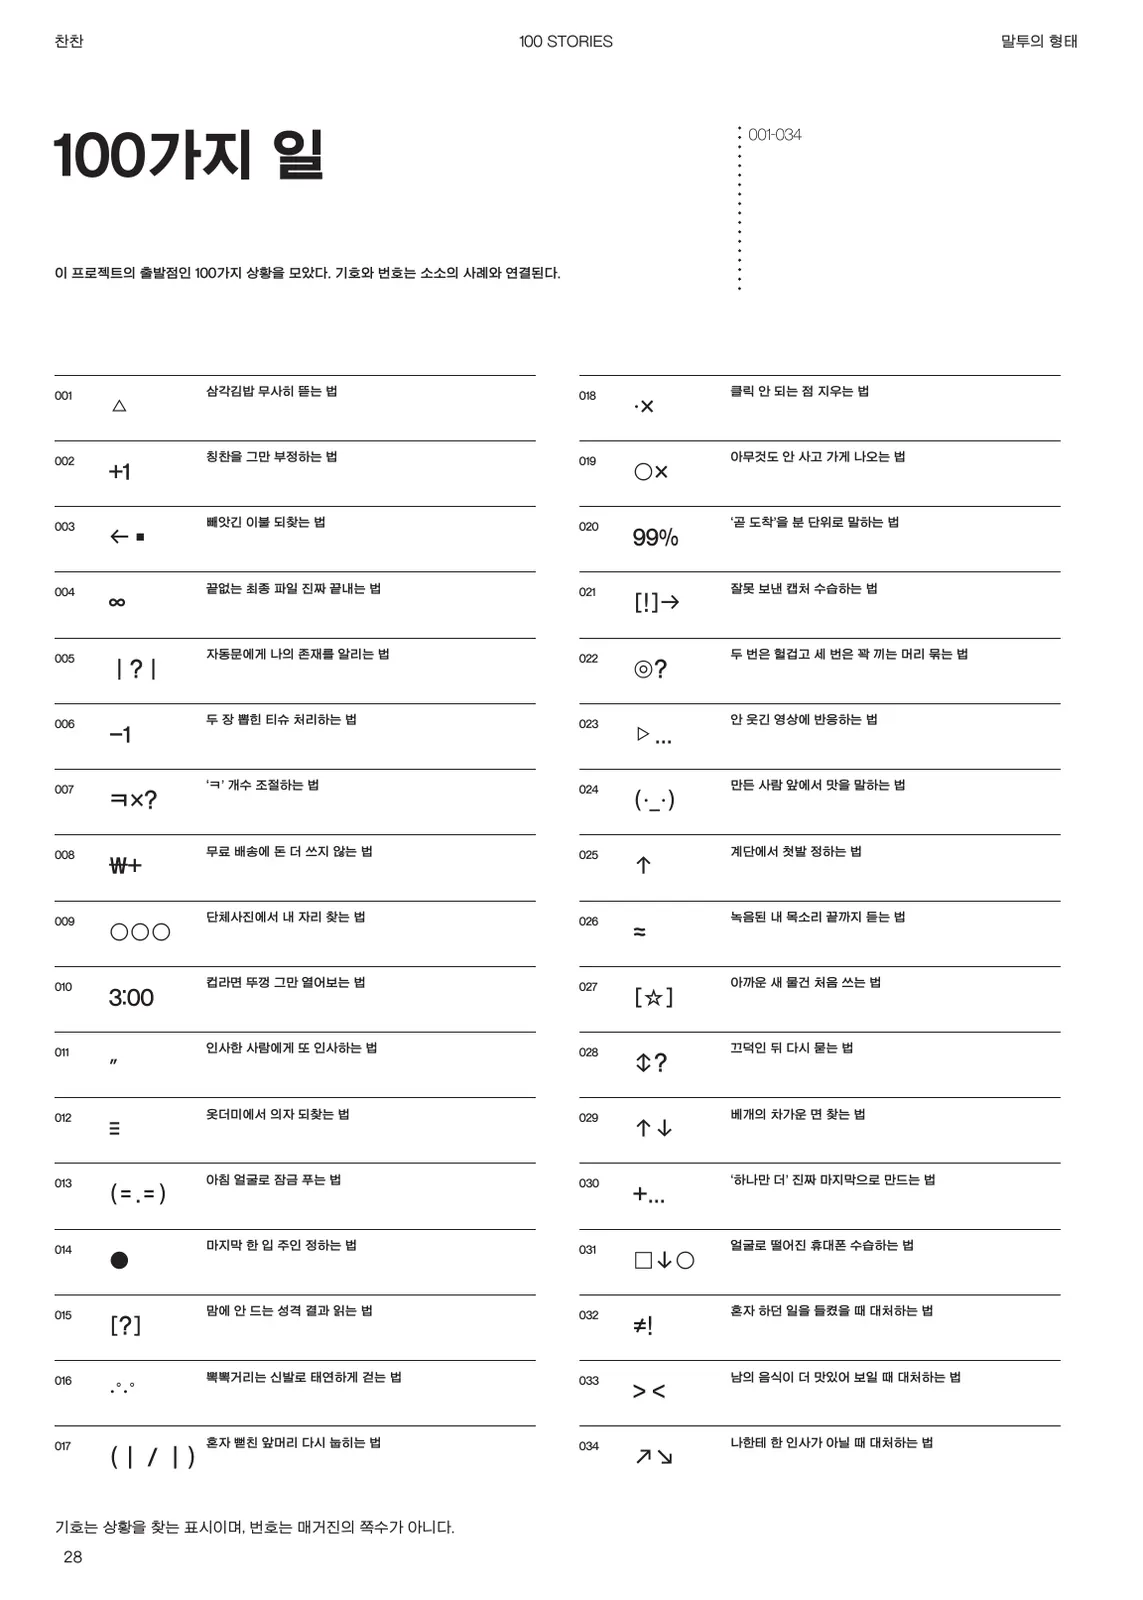 찬찬
100 STORIES
말투의 형태
100가지 일
001-034
이 프로젝트의 출발점인 100가지 상황을 모았다. 기호와 번호는 소소의 사례와 연결된다.
001 △ 삼각김밥 무사히 뜯는 법
002 +1 칭찬을 그만 부정하는 법
003 ←▪ 빼앗긴 이불 되찾는 법
004 ∞ 끝없는 최종 파일 진짜 끝내는 법
005 |?| 자동문에게 나의 존재를 알리는 법
006 −1 두 장 뽑힌 티슈 처리하는 법
007 ㅋ×? ‘ㅋ’ 개수 조절하는 법
008 ₩+ 무료 배송에 돈 더 쓰지 않는 법
009 ○○○ 단체사진에서 내 자리 찾는 법
010 3:00 컵라면 뚜껑 그만 열어보는 법
011 〃 인사한 사람에게 또 인사하는 법
012 ≡ 옷더미에서 의자 되찾는 법
013 (=.=) 아침 얼굴로 잠금 푸는 법
014 ● 마지막 한 입 주인 정하는 법
015 [?] 맘에 안 드는 성격 결과 읽는 법
016 .°.° 뽁뽁거리는 신발로 태연하게 걷는 법
017 (| / |) 혼자 뻗친 앞머리 다시 눕히는 법
018 ·× 클릭 안 되는 점 지우는 법
019 ○× 아무것도 안 사고 가게 나오는 법
020 99% ‘곧 도착’을 분 단위로 말하는 법
021 [!]→ 잘못 보낸 캡처 수습하는 법
022 ◎? 두 번은 헐겁고 세 번은 꽉 끼는 머리 묶는 법
023 ▷... 안 웃긴 영상에 반응하는 법
024 (·_·) 만든 사람 앞에서 맛을 말하는 법
025 ↑ 계단에서 첫발 정하는 법
026 ≈ 녹음된 내 목소리 끝까지 듣는 법
027 [☆] 아까운 새 물건 처음 쓰는 법
028 ↕? 끄덕인 뒤 다시 묻는 법
029 ↑↓ 베개의 차가운 면 찾는 법
030 +... ‘하나만 더’ 진짜 마지막으로 만드는 법
031 □↓○ 얼굴로 떨어진 휴대폰 수습하는 법
032 ≠! 혼자 하던 일을 들켰을 때 대처하는 법
033 > < 남의 음식이 더 맛있어 보일 때 대처하는 법
034 ↗↘ 나한테 한 인사가 아닐 때 대처하는 법
기호는 상황을 찾는 표시이며, 번호는 매거진의 쪽수가 아니다.
28